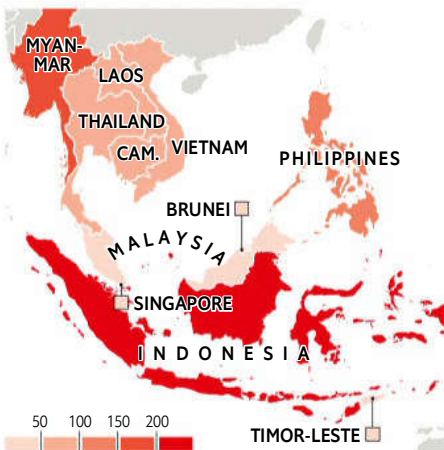 MYAN-
MAR
LAOS
THAILAND
CAM.
VIETNAM
PHILIPPINES
BRUNEI
MALAYSIA
SINGAPORE
INDONESIA
50 100 150 200
TIMOR-LESTE